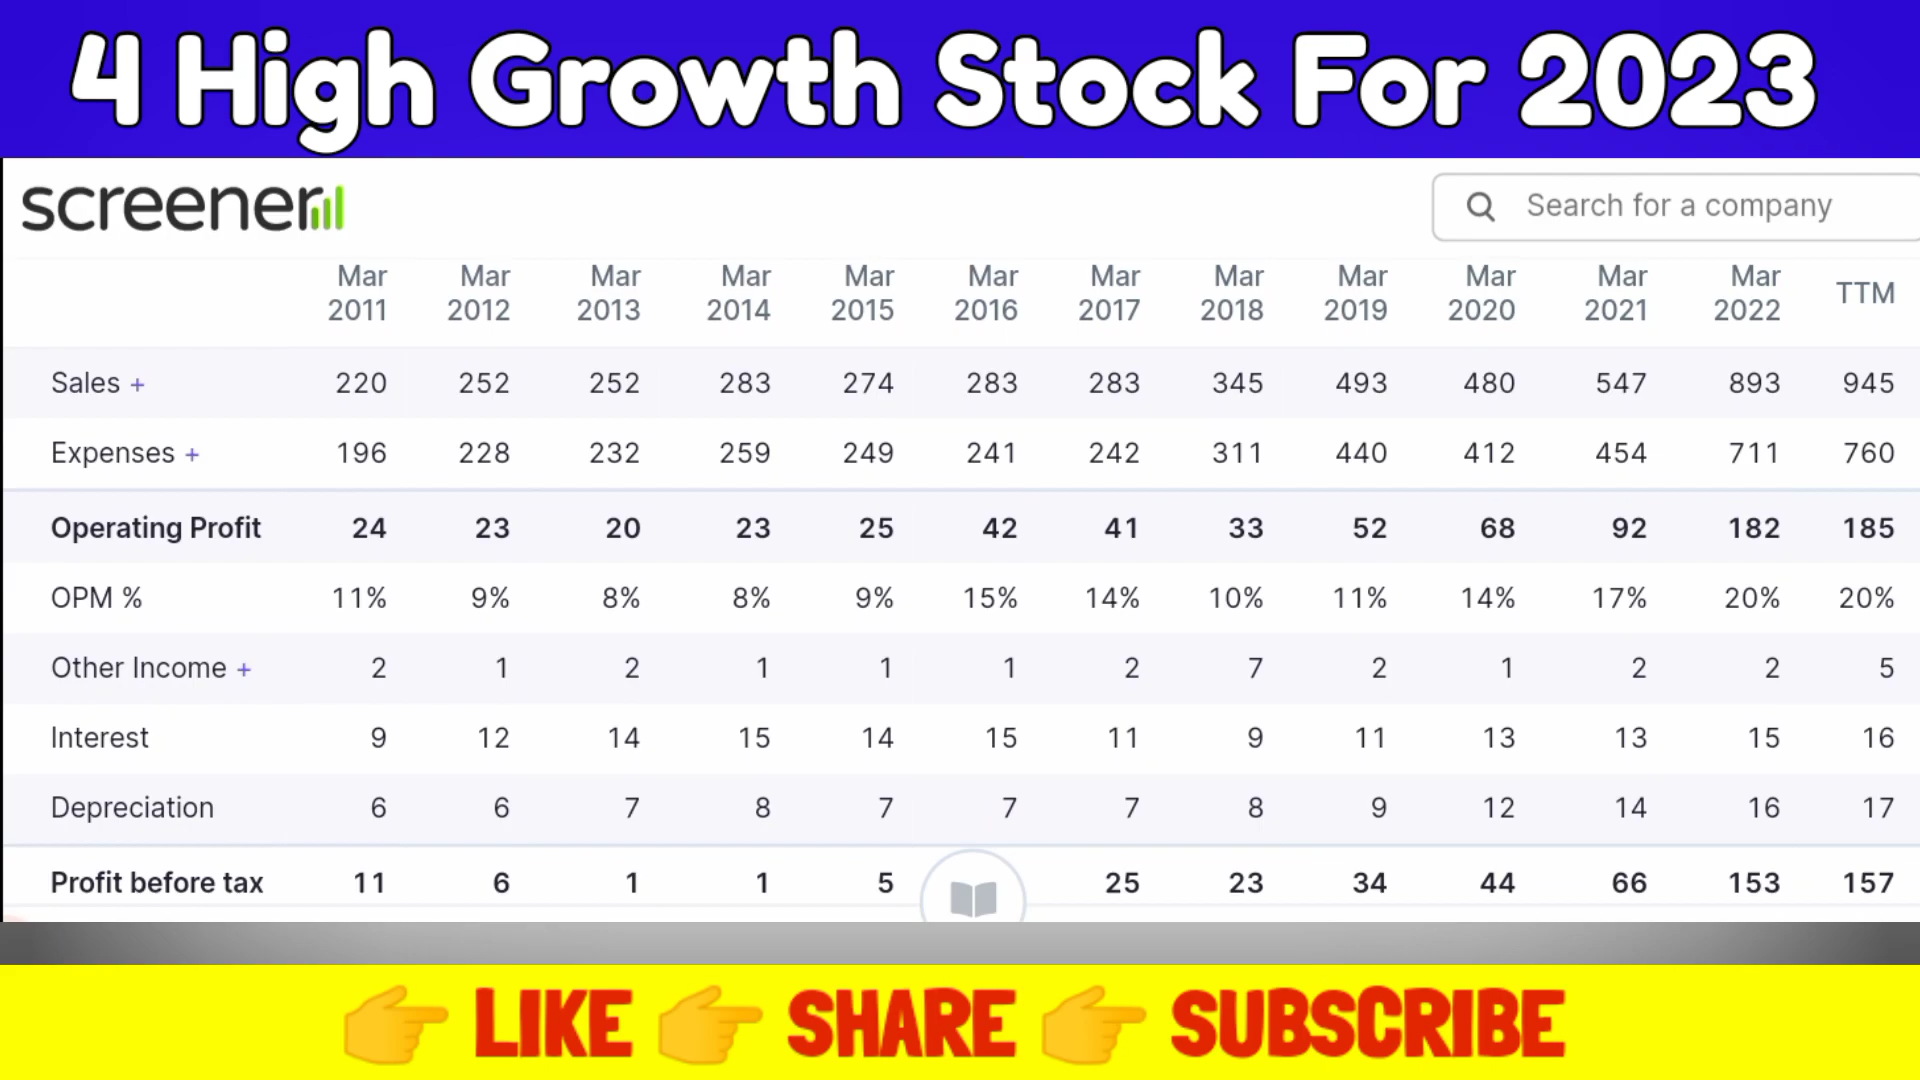 4 High Growth Stock For 2023
screener
Search for a company
Mar 2011 Mar 2012 Mar 2013 Mar 2014 Mar 2015 Mar 2016 Mar 2017 Mar 2018 Mar 2019 Mar 2020 Mar 2021 Mar 2022 TTM
Sales + 220 252 252 283 274 283 283 345 493 480 547 893 945
Expenses + 196 228 232 259 249 241 242 311 440 412 454 711 760
Operating Profit 24 23 20 23 25 42 41 33 52 68 92 182 185
OPM % 11% 9% 8% 8% 9% 15% 14% 10% 11% 14% 17% 20% 20%
Other Income + 2 1 2 1 1 1 2 7 2 1 2 2 5
Interest 9 12 14 15 14 15 11 9 11 13 13 15 16
Depreciation 6 6 7 8 7 7 7 8 9 12 14 16 17
Profit before tax 11 6 1 1 5 25 23 34 44 66 153 157
👉 LIKE 👉 SHARE 👉 SUBSCRIBE